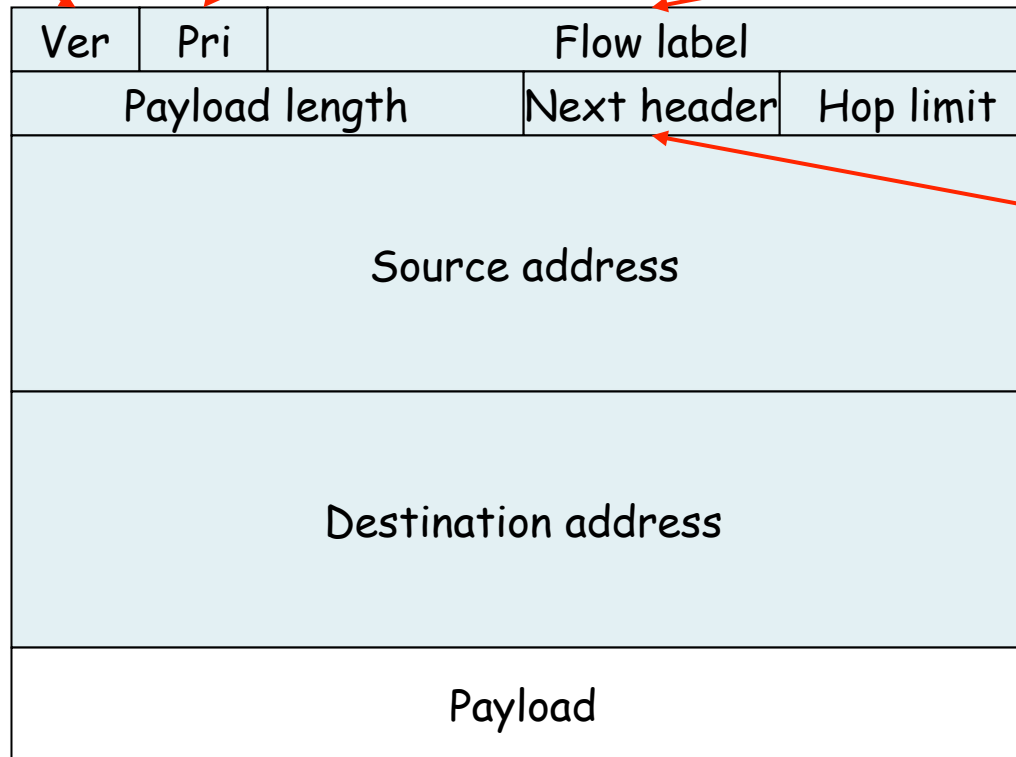 Ver Pri Flow label
Payload length Next header Hop limit
Source address
Destination address
Payload